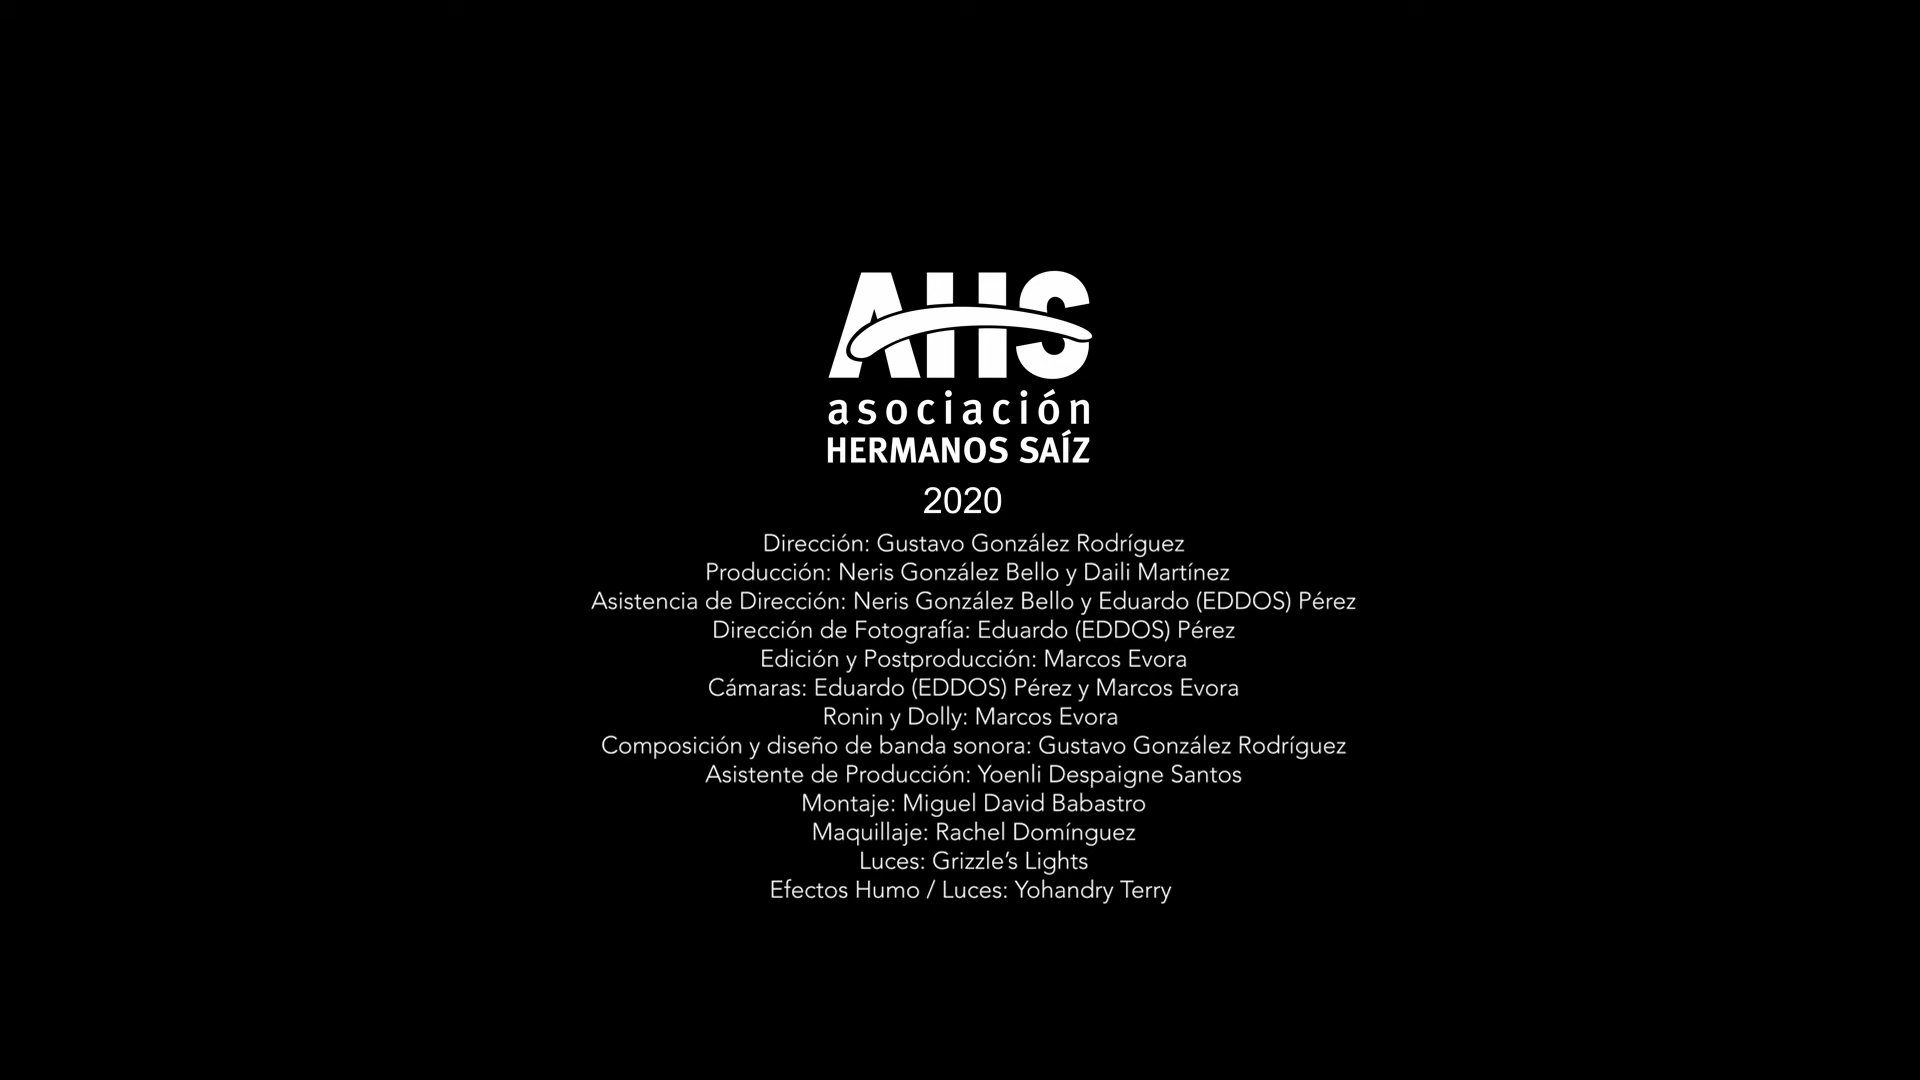 AHS
asociación
HERMANOS SAÍZ
2020
Dirección: Gustavo González Rodríguez
Producción: Neris González Bello y Daili Martínez
Asistencia de Dirección: Neris González Bello y Eduardo (EDDOS) Pérez
Dirección de Fotografía: Eduardo (EDDOS) Pérez
Edición y Postproducción: Marcos Evora
Cámaras: Eduardo (EDDOS) Pérez y Marcos Evora
Ronin y Dolly: Marcos Evora
Composición y diseño de banda sonora: Gustavo González Rodríguez
Asistente de Producción: Yoenli Despaigne Santos
Montaje: Miguel David Babastro
Maquillaje: Rachel Domínguez
Luces: Grizzle’s Lights
Efectos Humo / Luces: Yohandry Terry